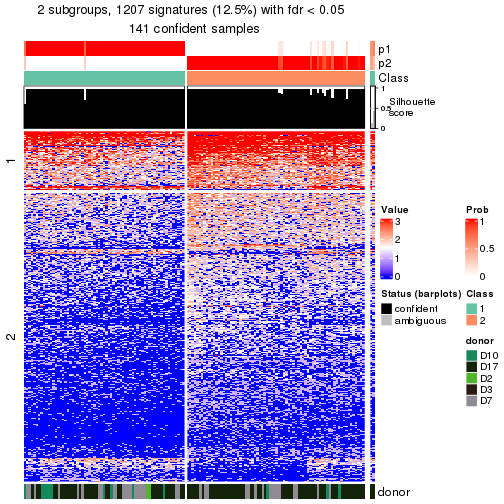 2 subgroups, 1207 signatures (12.5%) with fdr < 0.05
141 confident samples
p1
p2
Class
1
0.5
0
Silhouette
score
1
2
Value
3
2
1
0
Prob
1
0.5
0
Status (barplots)
confident
ambiguous
Class
1
2
donor
D10
D17
D2
D3
D7
donor